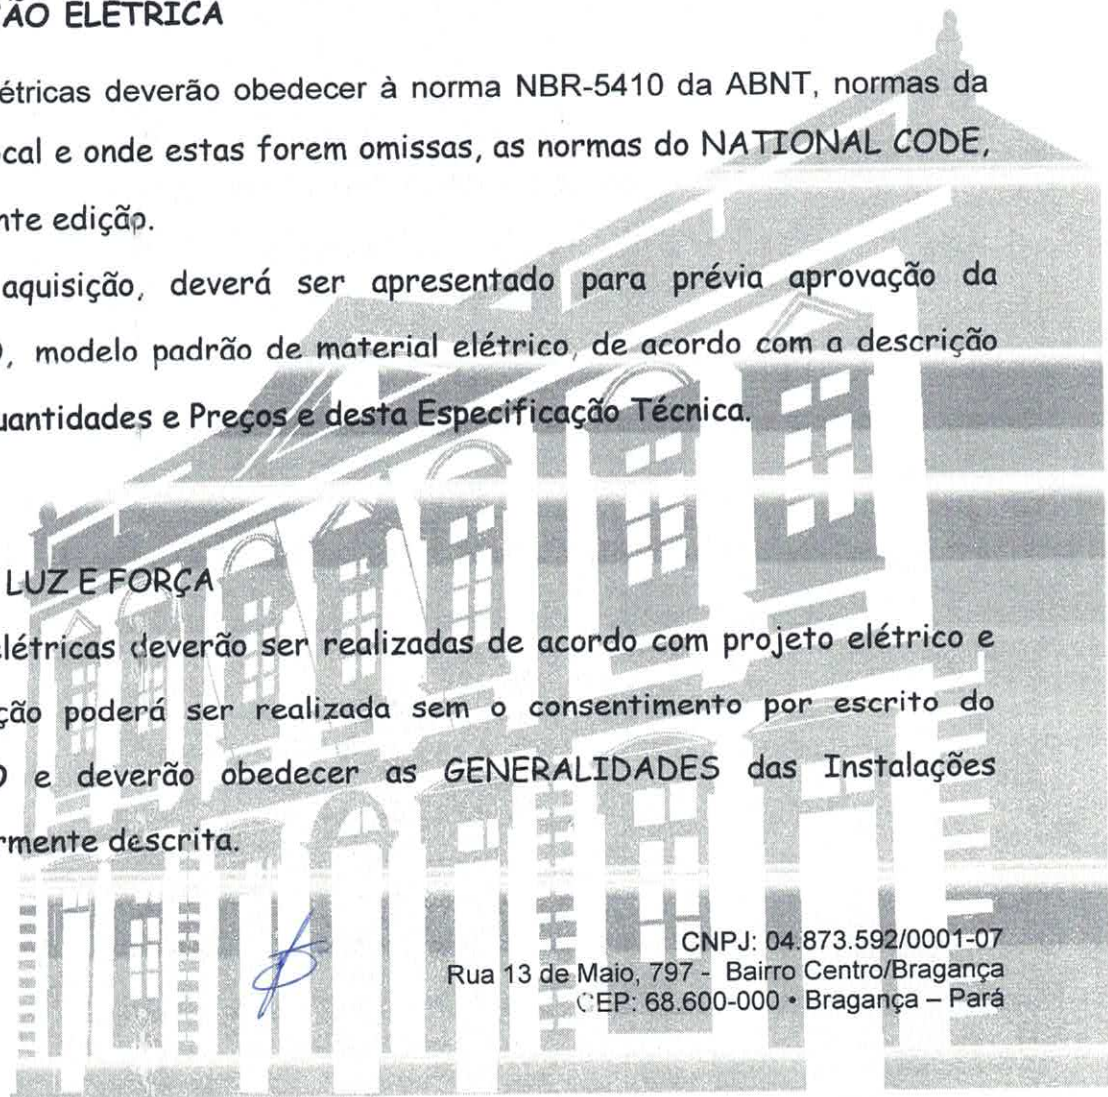 ÃO ELÉTRICA
étricas deverão obedecer à norma NBR-5410 da ABNT, normas da
ocal e onde estas forem omissas, as normas do NATIONAL CODE,
nte edição.
aquisição, deverá ser apresentado para prévia aprovação da
O, modelo padrão de material elétrico, de acordo com a descrição
uantidades e Preços e desta Especificação Técnica.
LUZ E FORÇA
elétricas deverão ser realizadas de acordo com projeto elétrico e
ção poderá ser realizada sem o consentimento por escrito do
O e deverão obedecer as GENERALIDADES das Instalações
rmente descrita.
CNPJ: 04.873.592/0001-07
Rua 13 de Maio, 797 - Bairro Centro/Bragança
CEP: 68.600-000 • Bragança – Pará